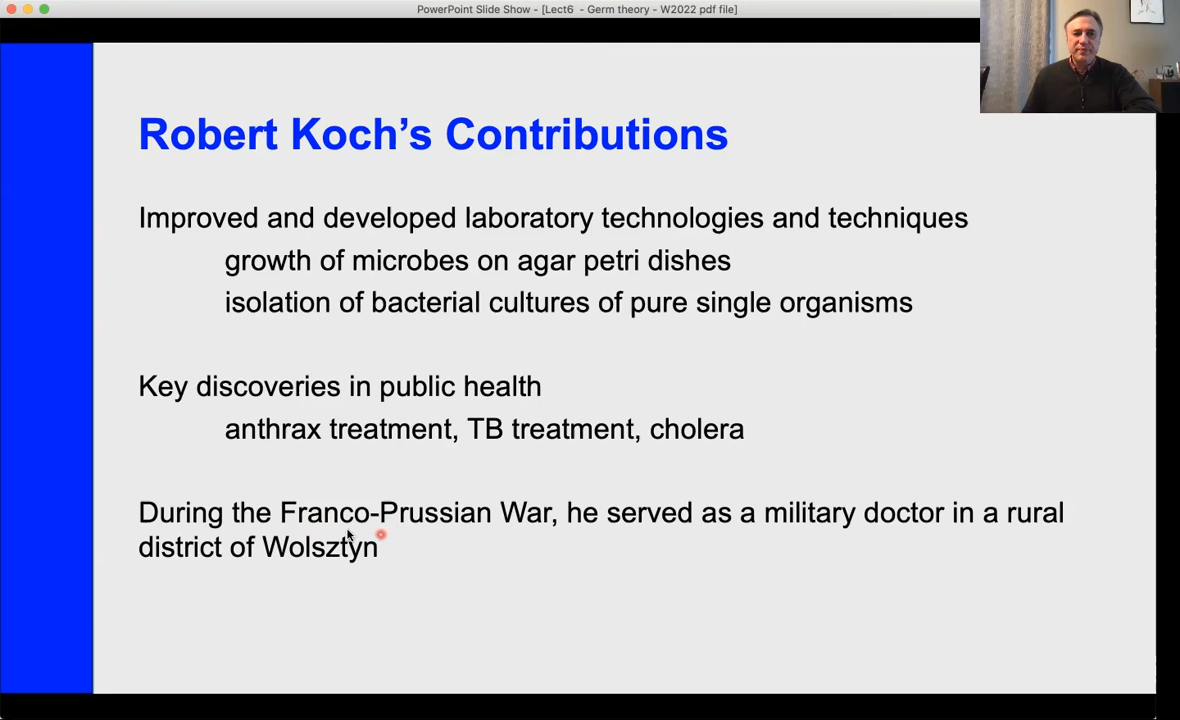 PowerPoint Slide Show - [Lect6 - Germ theory - W2022 pdf file]
Robert Koch’s Contributions
Improved and developed laboratory technologies and techniques
growth of microbes on agar petri dishes
isolation of bacterial cultures of pure single organisms
Key discoveries in public health
anthrax treatment, TB treatment, cholera
During the Franco-Prussian War, he served as a military doctor in a rural
district of Wolsztyn